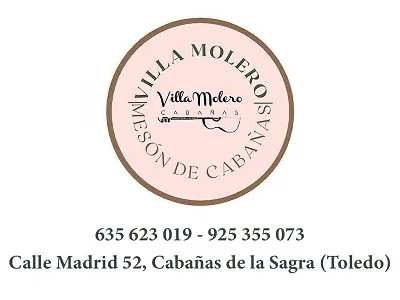 VILLA MOLERO
Villa Molero
CABAÑAS
MESÓN DE CABAÑAS
635 623 019 - 925 355 073
Calle Madrid 52, Cabañas de la Sagra (Toledo)